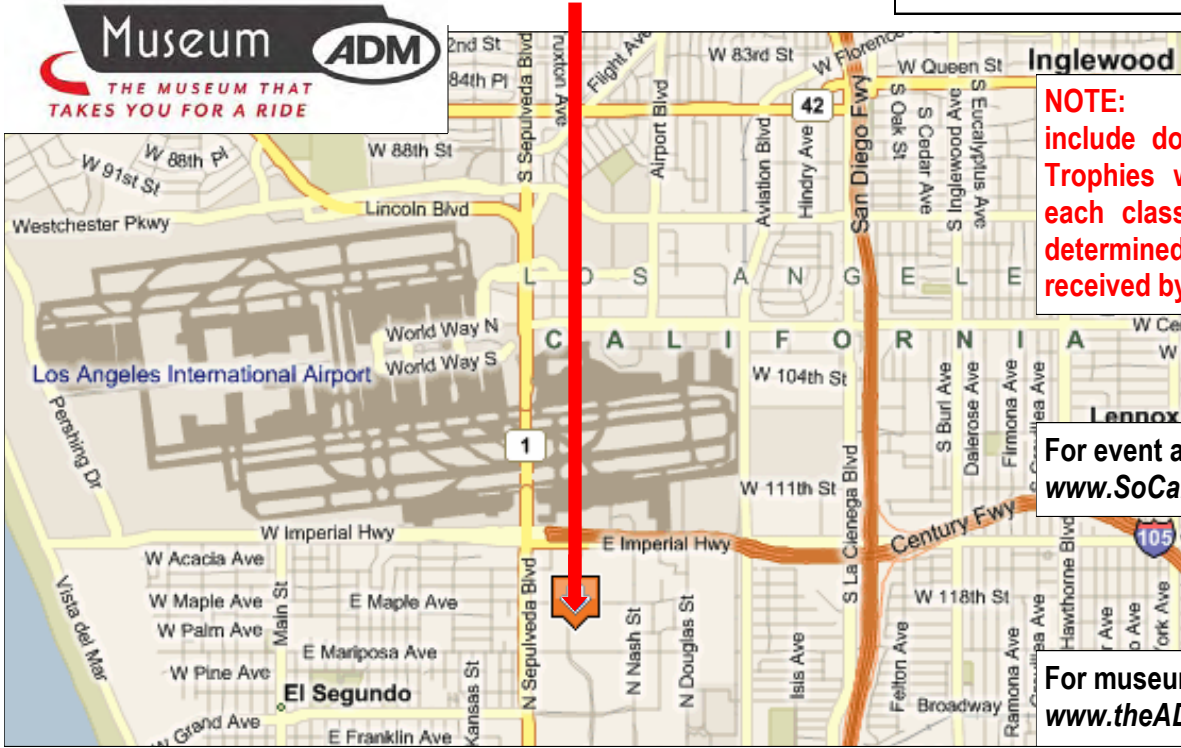 Museum
ADM
THE MUSEUM THAT
TAKES YOU FOR A RIDE
2nd St
84th Pl
S Sepulveda Blvd
Flight Ave
Airport Blvd
W 83rd St
W Florence
W Queen St
Inglewood
42
Aviation Blvd
Hindry Ave
San Diego Fwy
S Oak St
S Cedar Ave
S Inglewood Ave
S Eucalyptus Ave
NOTE:
include do
Trophies w
each class
determined
received by
W 91st St
W 88th Pl
W 88th St
Westchester Pkwy
Lincoln Blvd
LOS ANGELE
CALIFORNIA
W Ce
W
World Way N
World Way S
Los Angeles International Airport
Pershing Dr
W 104th St
S Burl Ave
Dalerose Ave
Firmona Ave
Lennox
1
W 111th St
S La Cienega Blvd
For event a
www.SoCa
Century Fwy
105
W Imperial Hwy
E Imperial Hwy
W Acacia Ave
W Maple Ave
E Maple Ave
W Palm Ave
Main St
E Mariposa Ave
W Pine Ave
El Segundo
W Grand Ave
E Franklin Ave
Kansas St
Vista del Mar
N Sepulveda Blvd
N Nash St
N Douglas St
Isis Ave
Felton Ave
W 118th St
Broadway
Ramona Ave
Hawthorne Blvd
r Ave
o Ave
York Ave
For museum
www.theAD